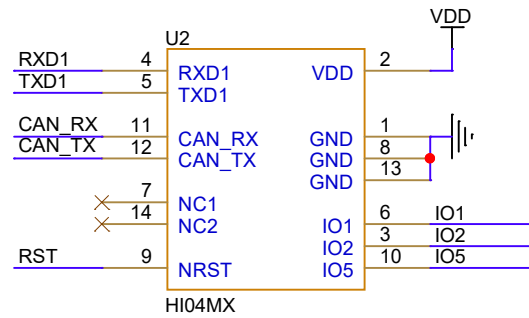 VDD
U2
RXD1 4 RXD1 VDD 2
TXD1 5 TXD1
CAN_RX 11 CAN_RX GND 1
CAN_TX 12 CAN_TX GND 8
GND 13
7 NC1
14 NC2 IO1 6 IO1
IO2 3 IO2
RST 9 NRST IO5 10 IO5
HI04MX